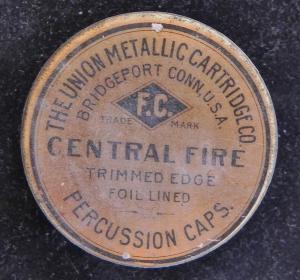 THE UNION METALLIC CARTRIDGE CO.
BRIDGEPORT CONN. U.S.A.
F.C.
TRADE MARK
CENTRAL FIRE
TRIMMED EDGE
FOIL LINED
PERCUSSION CAPS.